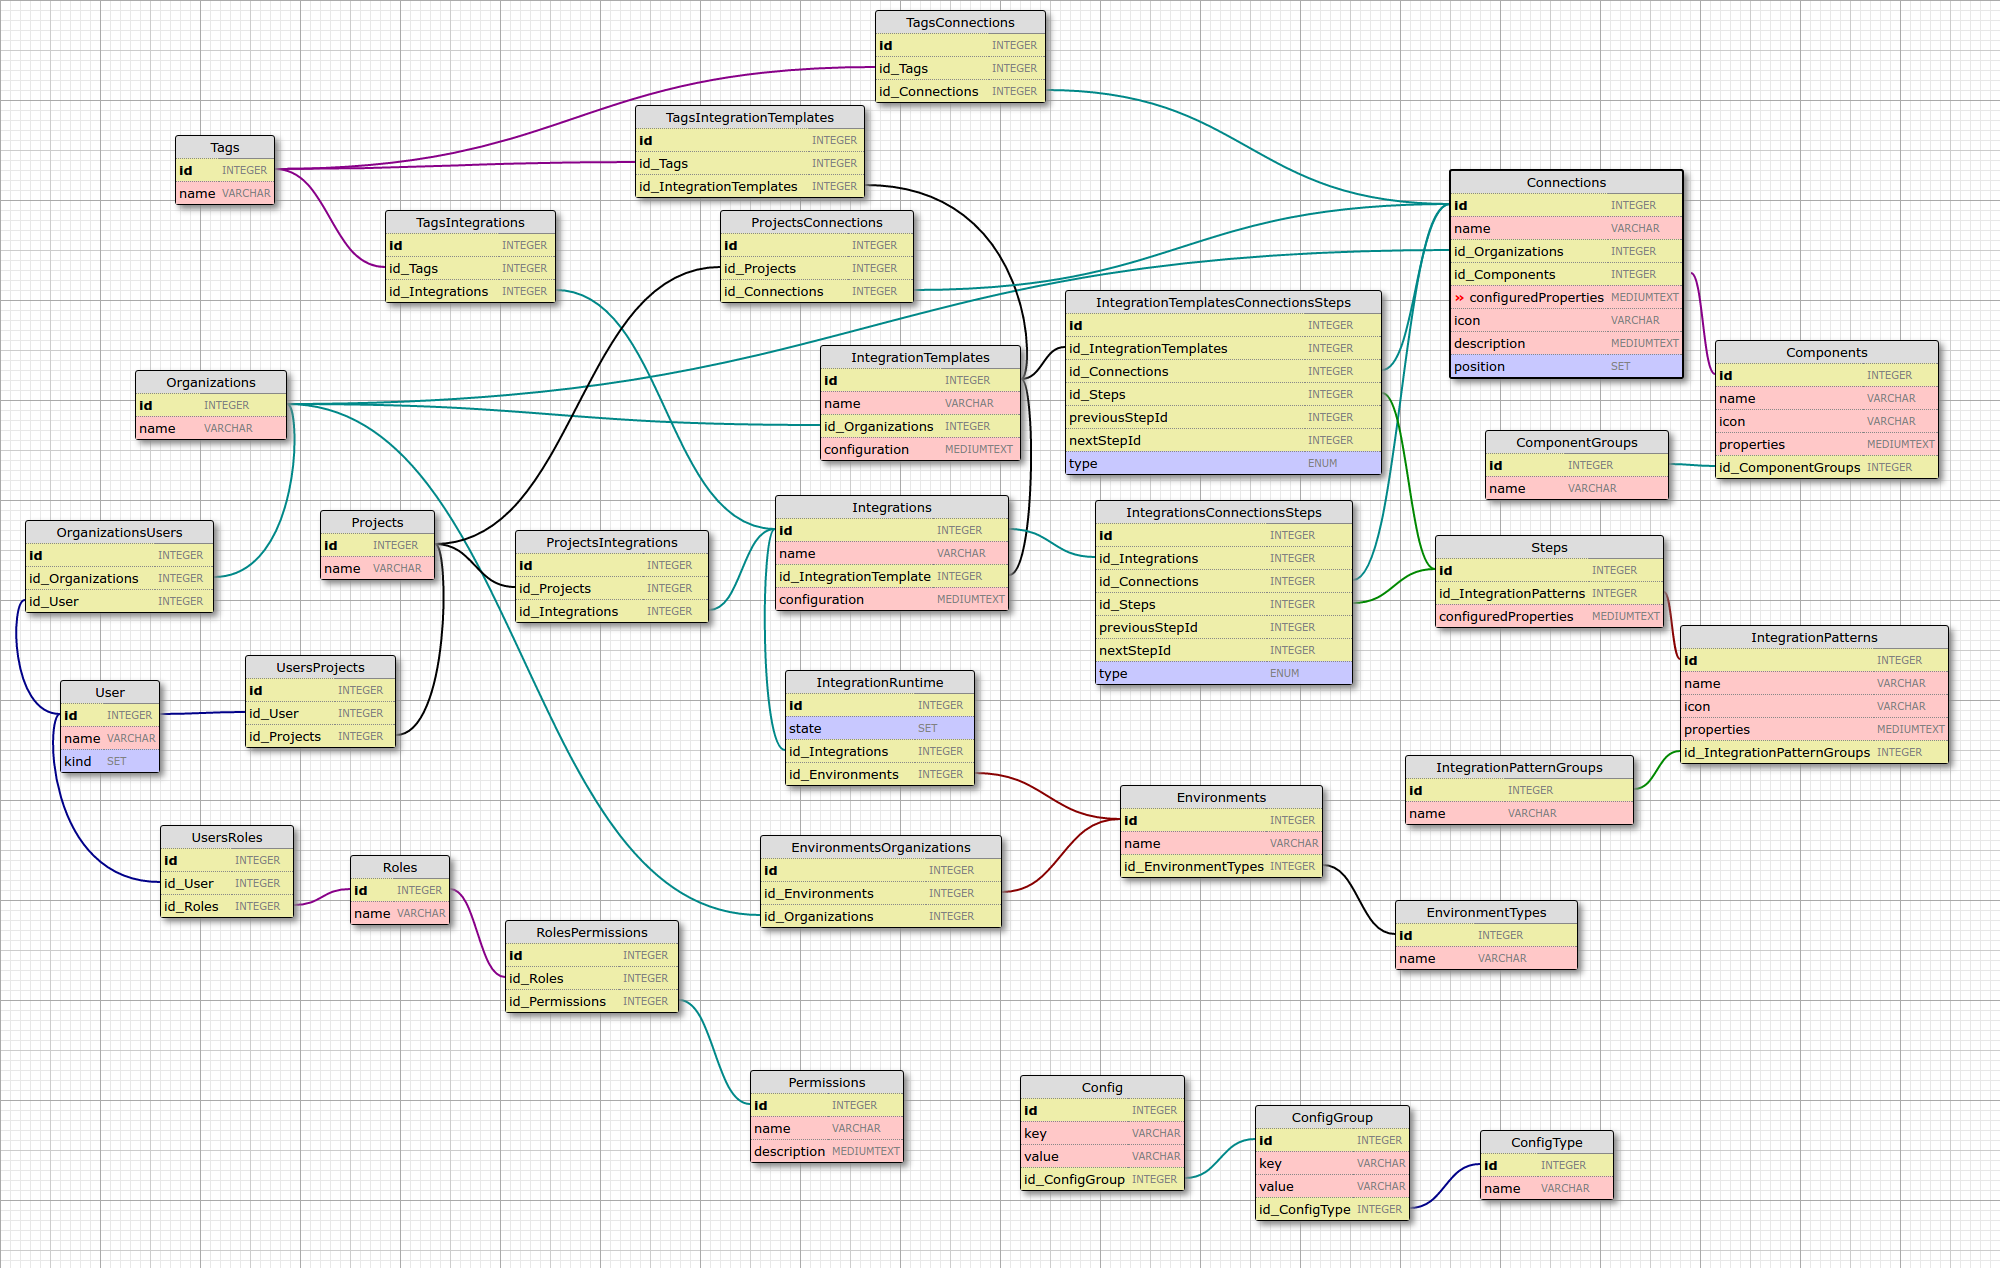 TagsConnections
id INTEGER
id_Tags INTEGER
id_Connections INTEGER
TagsIntegrationTemplates
id INTEGER
id_Tags INTEGER
id_IntegrationTemplates INTEGER
Tags
id INTEGER
name VARCHAR
Connections
id INTEGER
name VARCHAR
id_Organizations INTEGER
id_Components INTEGER
» configuredProperties MEDIUMTEXT
icon VARCHAR
description MEDIUMTEXT
position SET
TagsIntegrations
id INTEGER
id_Tags INTEGER
id_Integrations INTEGER
ProjectsConnections
id INTEGER
id_Projects INTEGER
id_Connections INTEGER
IntegrationTemplatesConnectionsSteps
id INTEGER
id_IntegrationTemplates INTEGER
id_Connections INTEGER
id_Steps INTEGER
previousStepId INTEGER
nextStepId INTEGER
type ENUM
Components
id INTEGER
name VARCHAR
icon VARCHAR
properties MEDIUMTEXT
id_ComponentGroups INTEGER
IntegrationTemplates
id INTEGER
name VARCHAR
id_Organizations INTEGER
configuration MEDIUMTEXT
Organizations
id INTEGER
name VARCHAR
ComponentGroups
id INTEGER
name VARCHAR
Integrations
id INTEGER
name VARCHAR
id_IntegrationTemplate INTEGER
configuration MEDIUMTEXT
IntegrationsConnectionsSteps
id INTEGER
id_Integrations INTEGER
id_Connections INTEGER
id_Steps INTEGER
previousStepId INTEGER
nextStepId INTEGER
type ENUM
Projects
id INTEGER
name VARCHAR
OrganizationsUsers
id INTEGER
id_Organizations INTEGER
id_User INTEGER
ProjectsIntegrations
id INTEGER
id_Projects INTEGER
id_Integrations INTEGER
Steps
id INTEGER
id_IntegrationPatterns INTEGER
configuredProperties MEDIUMTEXT
IntegrationPatterns
id INTEGER
name VARCHAR
icon VARCHAR
properties MEDIUMTEXT
id_IntegrationPatternGroups INTEGER
UsersProjects
id INTEGER
id_User INTEGER
id_Projects INTEGER
IntegrationRuntime
id INTEGER
state SET
id_Integrations INTEGER
id_Environments INTEGER
User
id INTEGER
name VARCHAR
kind SET
IntegrationPatternGroups
id INTEGER
name VARCHAR
Environments
id INTEGER
name VARCHAR
id_EnvironmentTypes INTEGER
UsersRoles
id INTEGER
id_User INTEGER
id_Roles INTEGER
EnvironmentsOrganizations
id INTEGER
id_Environments INTEGER
id_Organizations INTEGER
Roles
id INTEGER
name VARCHAR
EnvironmentTypes
id INTEGER
name VARCHAR
RolesPermissions
id INTEGER
id_Roles INTEGER
id_Permissions INTEGER
Permissions
id INTEGER
name VARCHAR
description MEDIUMTEXT
Config
id INTEGER
key VARCHAR
value VARCHAR
id_ConfigGroup INTEGER
ConfigGroup
id INTEGER
key VARCHAR
value VARCHAR
id_ConfigType INTEGER
ConfigType
id INTEGER
name VARCHAR